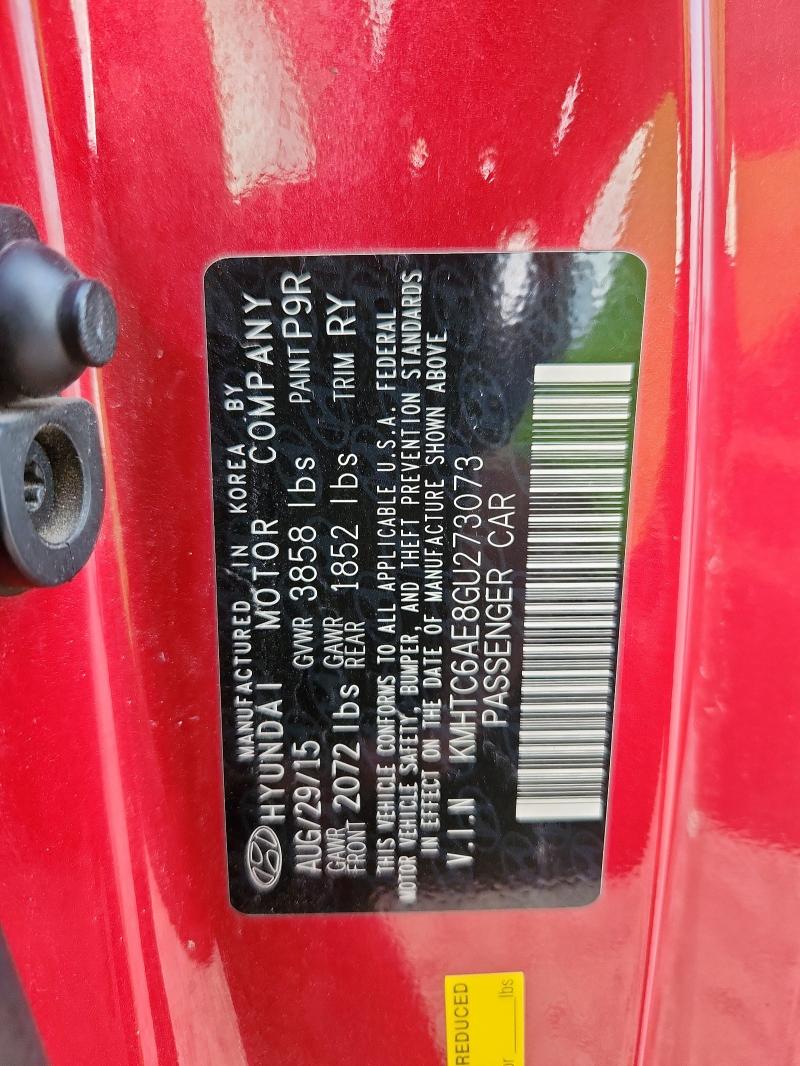 MANUFACTURED IN KOREA BY
HYUNDAI MOTOR COMPANY
AUG/29/15 GVWR 3858 lbs PAINT P9R
GAWR FRONT 2072 lbs GAWR REAR 1852 lbs TRIM RY
THIS VEHICLE CONFORMS TO ALL APPLICABLE U.S.A. FEDERAL
MOTOR VEHICLE SAFETY, BUMPER, AND THEFT PREVENTION STANDARDS
IN EFFECT ON THE DATE OF MANUFACTURE SHOWN ABOVE
V.I.N KMHTC6AE8GU273073
PASSENGER CAR
REDUCED
or ____lbs